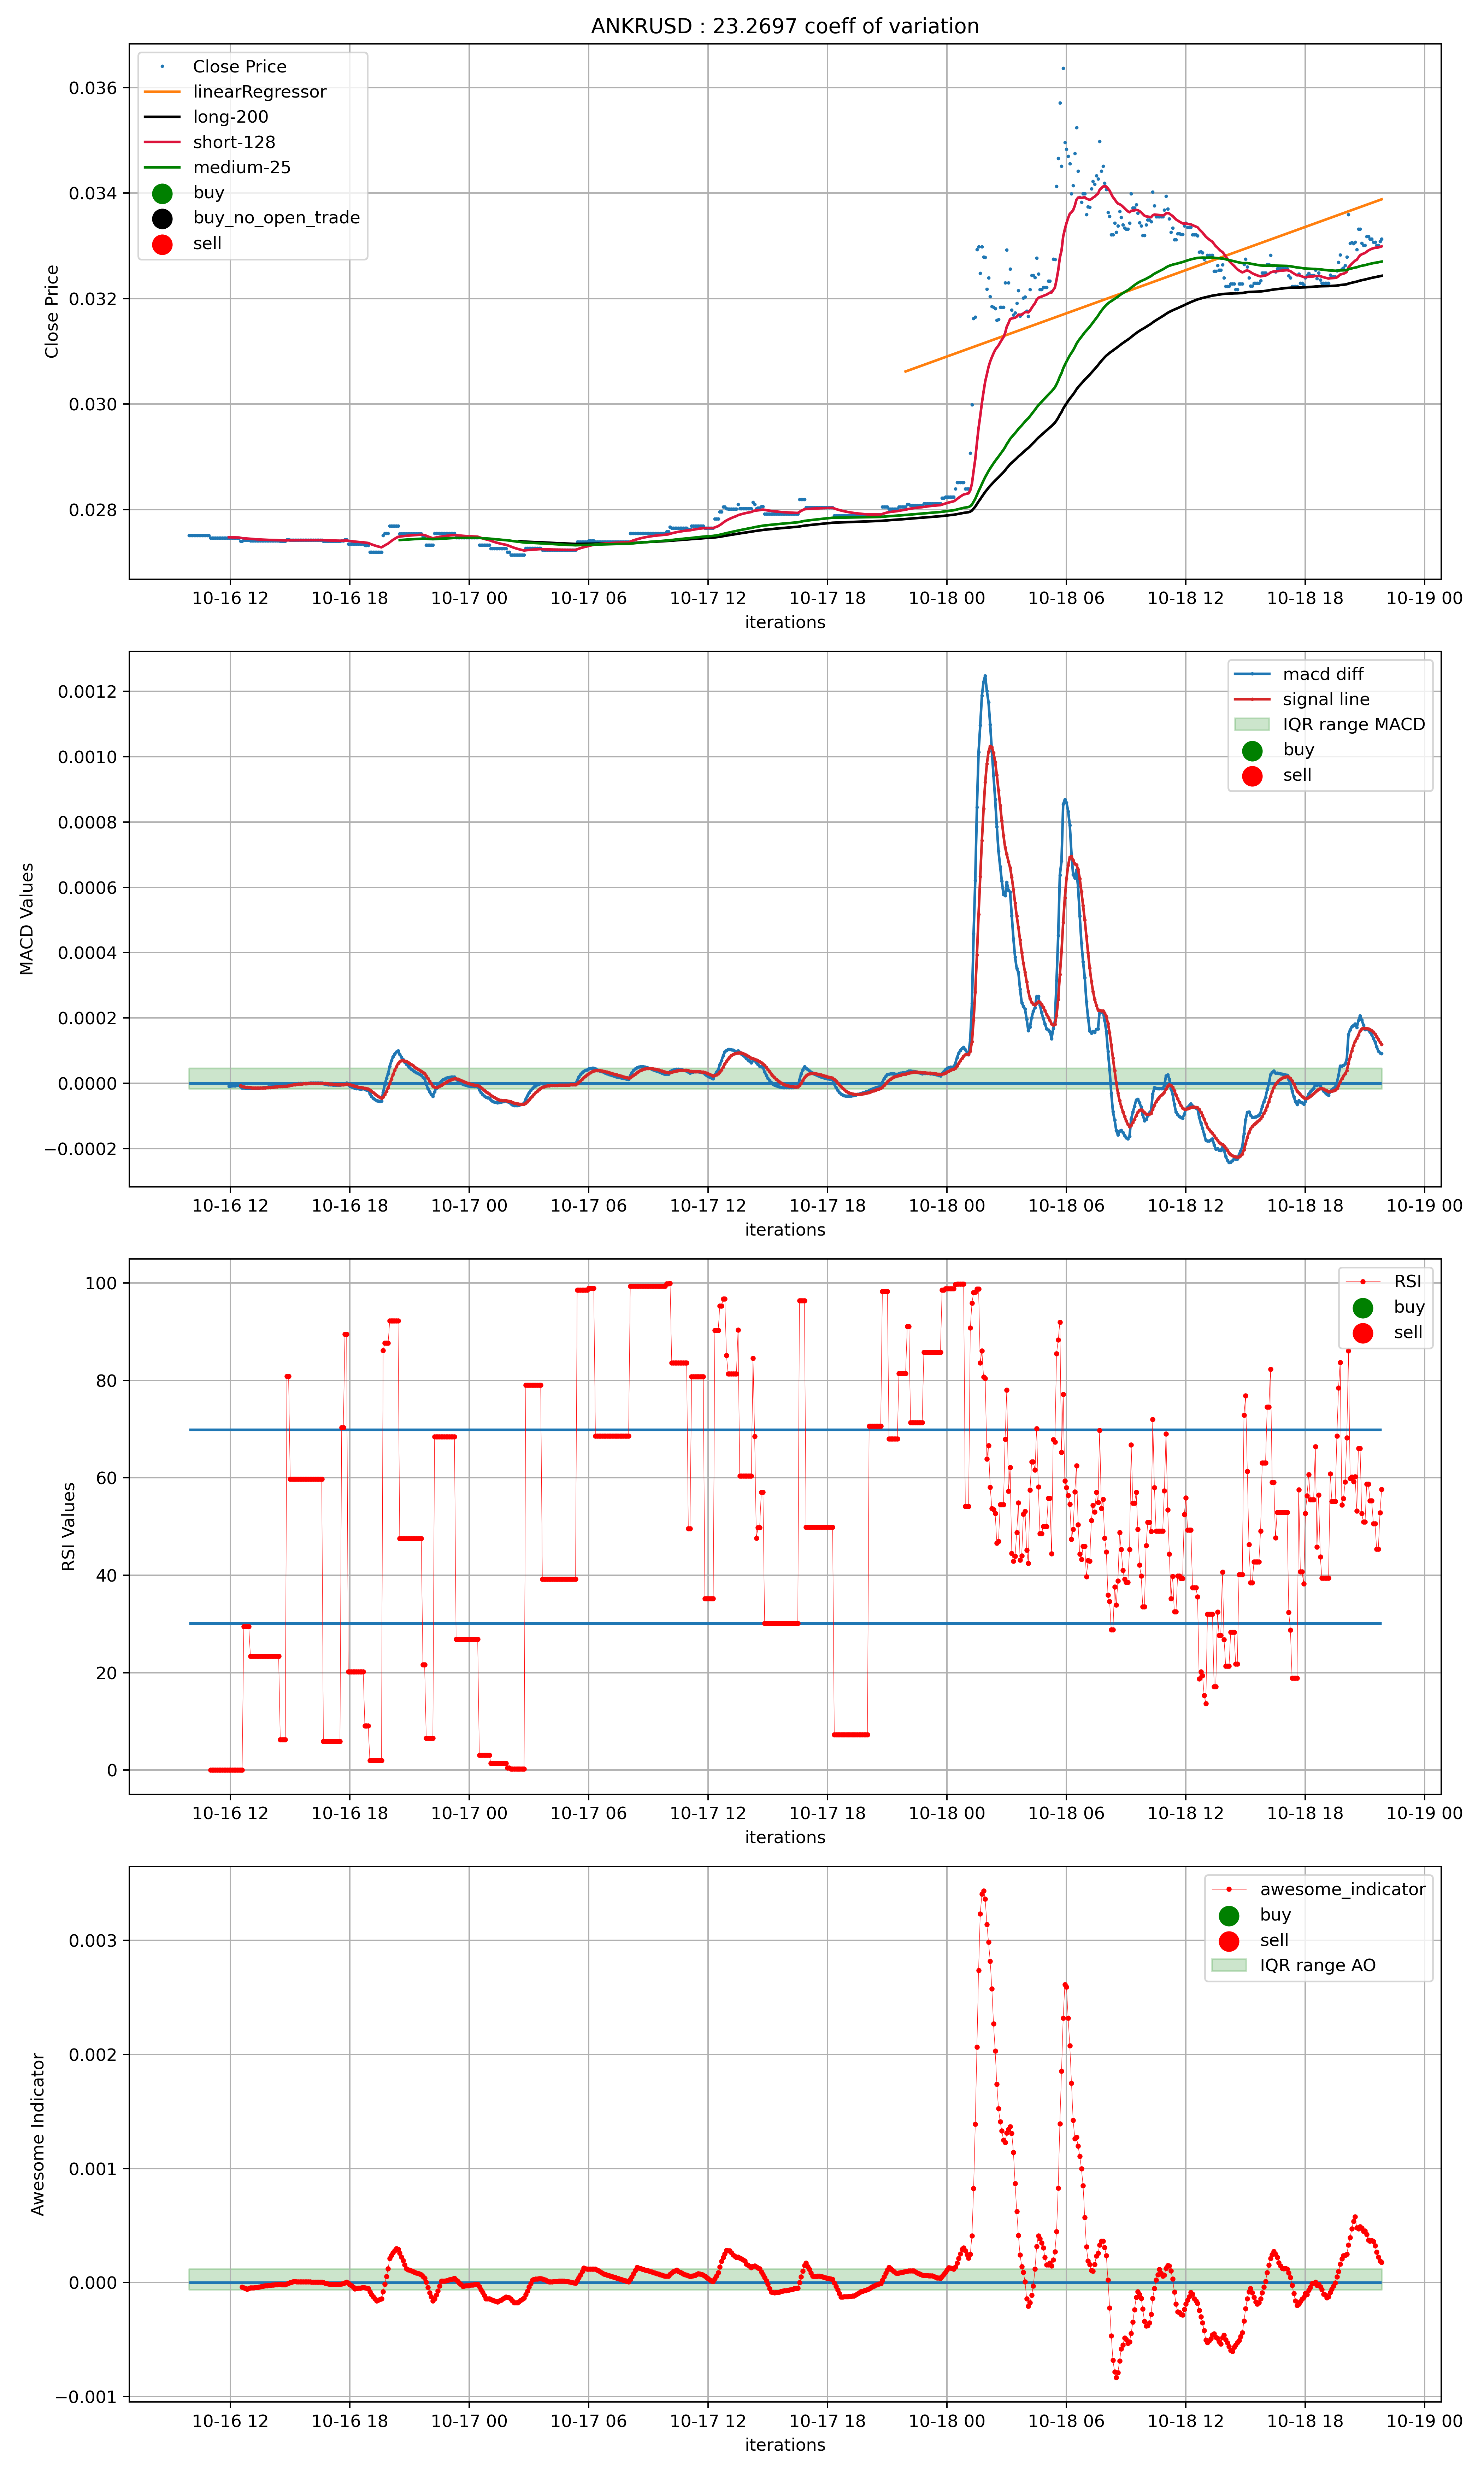 ANKRUSD : 23.2697 coeff of variation
Close Price
linearRegressor
long-200
short-128
medium-25
buy
buy_no_open_trade
sell
Close Price
0.036
0.034
0.032
0.030
0.028
10-16 12 10-16 18 10-17 00 10-17 06 10-17 12 10-17 18 10-18 00 10-18 06 10-18 12 10-18 18 10-19 00
iterations
macd diff
signal line
IQR range MACD
buy
sell
MACD Values
0.0012
0.0010
0.0008
0.0006
0.0004
0.0002
0.0000
−0.0002
10-16 12 10-16 18 10-17 00 10-17 06 10-17 12 10-17 18 10-18 00 10-18 06 10-18 12 10-18 18 10-19 00
iterations
RSI
buy
sell
RSI Values
100
80
60
40
20
0
10-16 12 10-16 18 10-17 00 10-17 06 10-17 12 10-17 18 10-18 00 10-18 06 10-18 12 10-18 18 10-19 00
iterations
awesome_indicator
buy
sell
IQR range AO
Awesome Indicator
0.003
0.002
0.001
0.000
−0.001
10-16 12 10-16 18 10-17 00 10-17 06 10-17 12 10-17 18 10-18 00 10-18 06 10-18 12 10-18 18 10-19 00
iterations